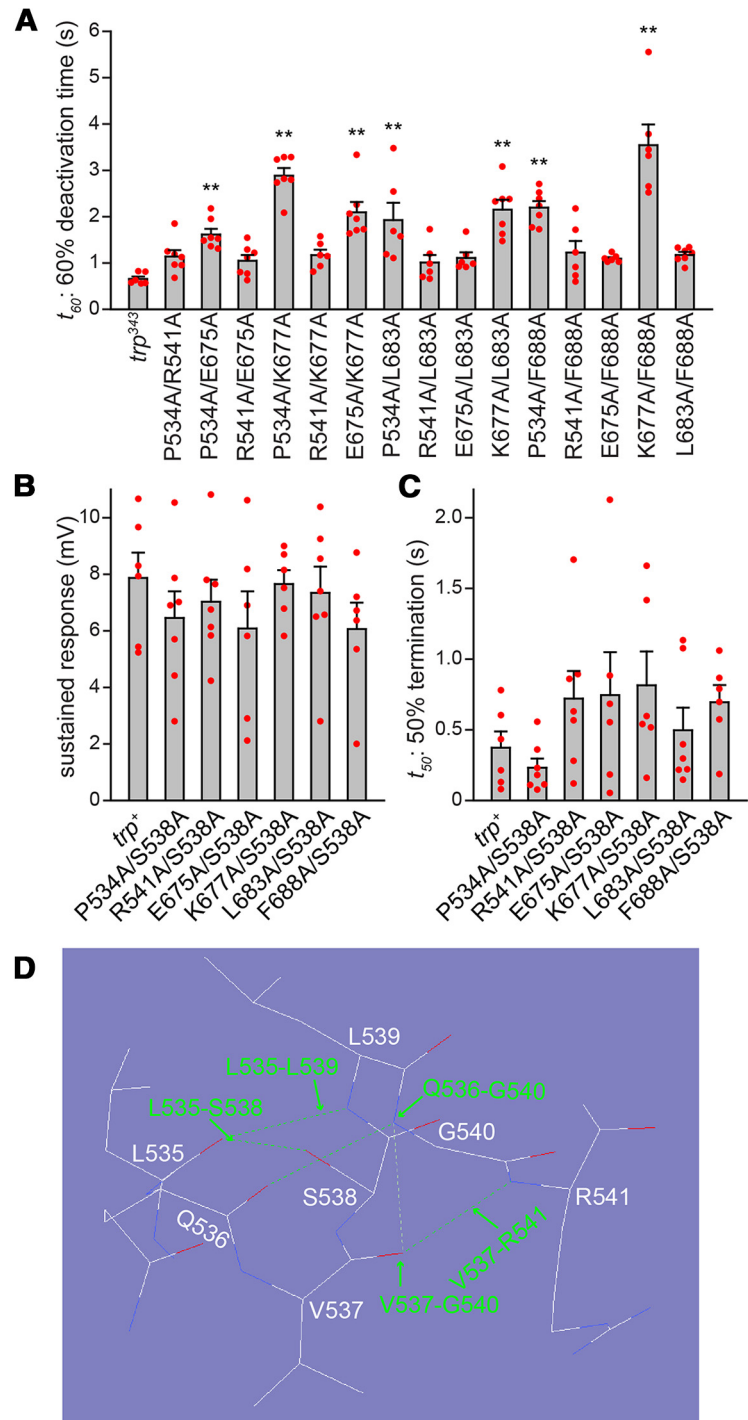 A
t60: 60% deactivation time (s)
6
5
4
3
2
1
0
** ** ** ** ** ** **
trp343
P534A/R541A
P534A/E675A
R541A/E675A
P534A/K677A
R541A/K677A
E675A/K677A
P534A/L683A
R541A/L683A
E675A/L683A
K677A/L683A
P534A/F688A
R541A/F688A
E675A/F688A
K677A/F688A
L683A/F688A
B
sustained response (mV)
10
8
6
4
2
0
trp+
P534A/S538A
R541A/S538A
E675A/S538A
K677A/S538A
L683A/S538A
F688A/S538A
C
t50: 50% termination (s)
2.0
1.5
1.0
0.5
0
trp+
P534A/S538A
R541A/S538A
E675A/S538A
K677A/S538A
L683A/S538A
F688A/S538A
D
L539
L535-L539
Q536-G540
L535-S538
G540
L535
S538
R541
Q536
V537-R541
V537
V537-G540